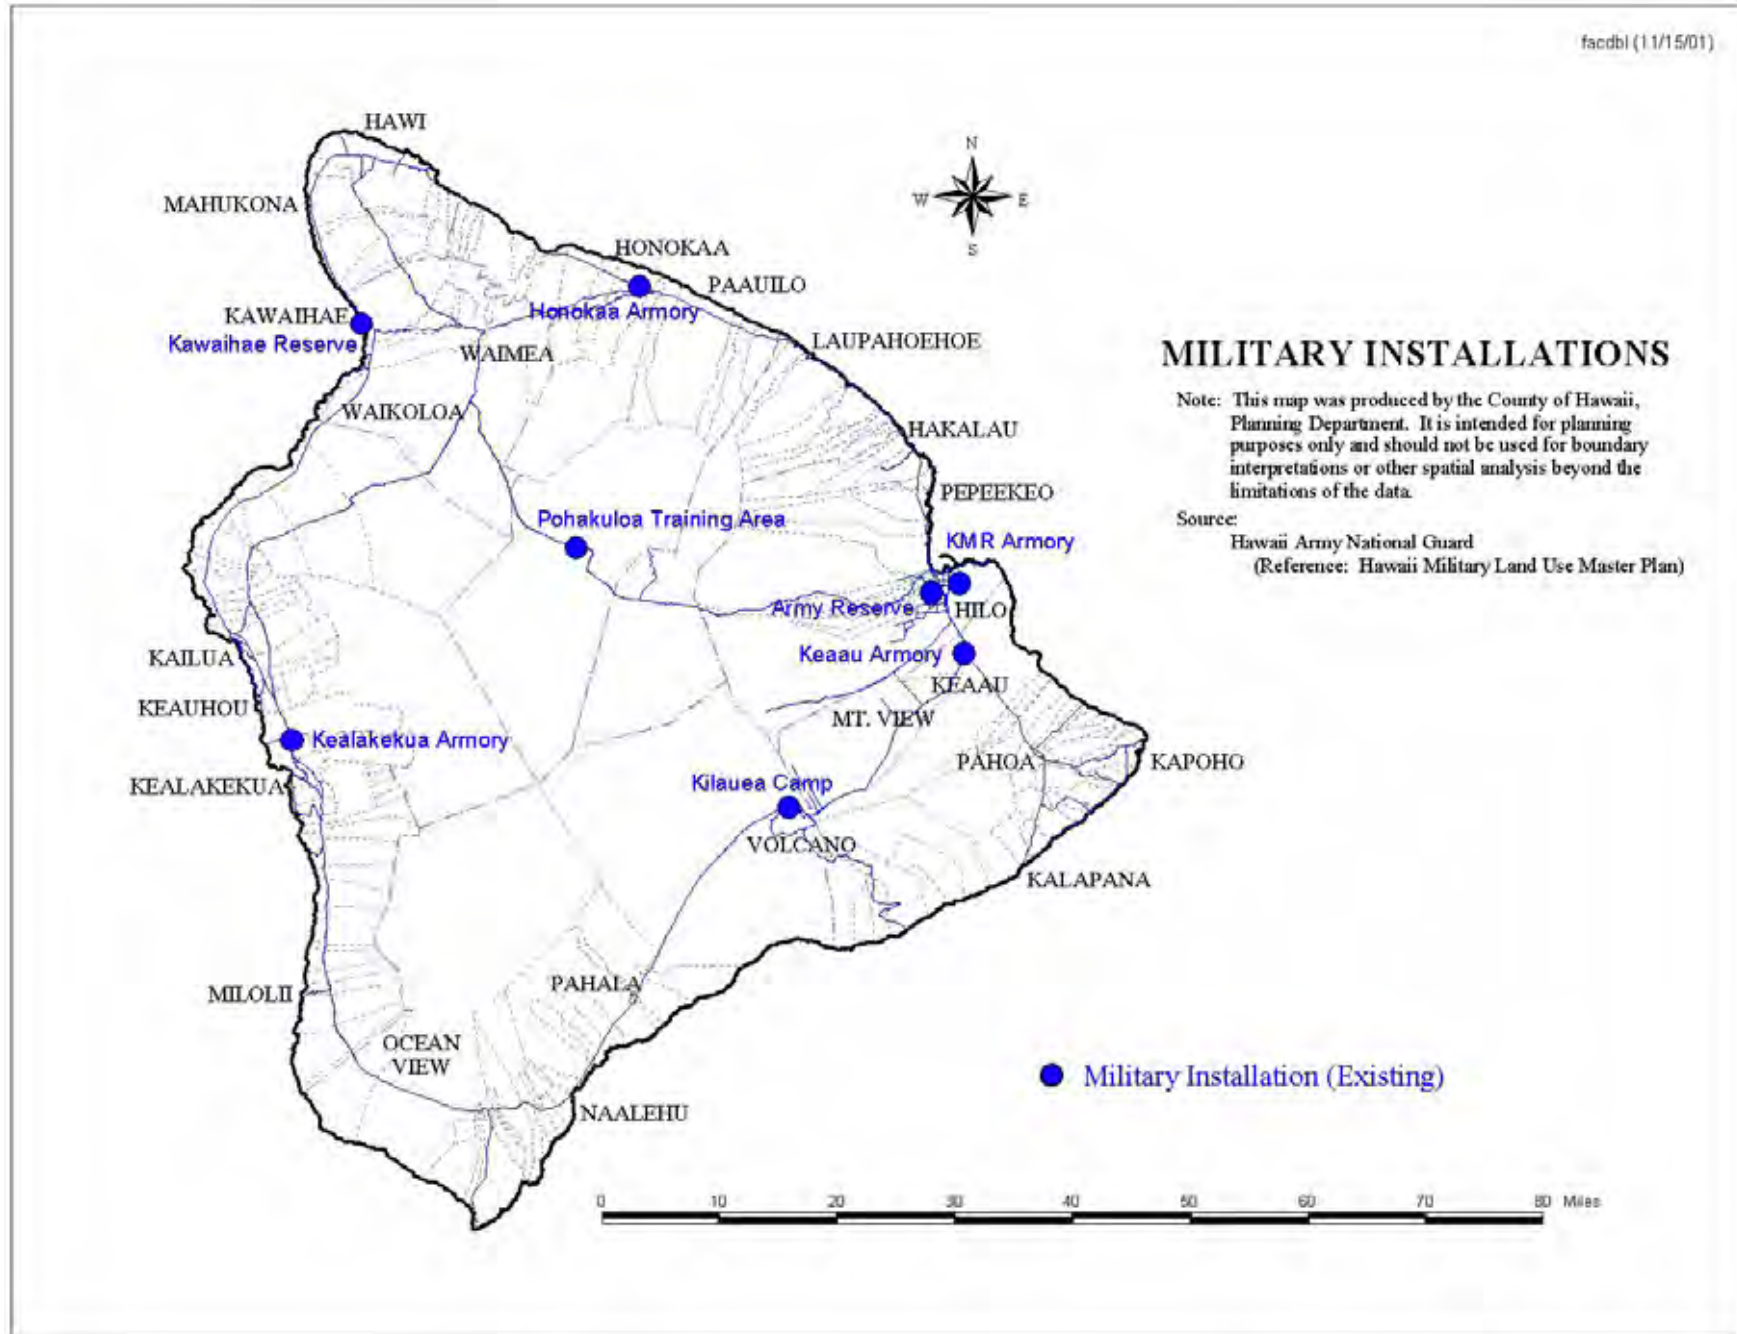 facdbl (11/15/01)
HAWI
N
W E
S
MAHUKONA
HONOKAA
PAAUILO
KAWAIHAE
Honokaa Armory
Kawaihae Reserve
WAIMEA
LAUPAHOEHOE
MILITARY INSTALLATIONS
Note: This map was produced by the County of Hawaii,
Planning Department. It is intended for planning
purposes only and should not be used for boundary
interpretations or other spatial analysis beyond the
limitations of the data.
Source:
Hawaii Army National Guard
(Reference: Hawaii Military Land Use Master Plan)
WAIKOLOA
HAKALAU
PEPEEKEO
Pohakuloa Training Area
KMR Armory
Army Reserve
HILO
KAILUA
Keaau Armory
KEAAU
KEAUHOU
MT. VIEW
Kealakekua Armory
PAHOA
KAPOHO
KEALAKEKUA
Kilauea Camp
VOLCANO
KALAPANA
MILOLII
PAHALA
OCEAN
VIEW
Military Installation (Existing)
NAALEHU
0 10 20 30 40 50 60 70 80 Miles